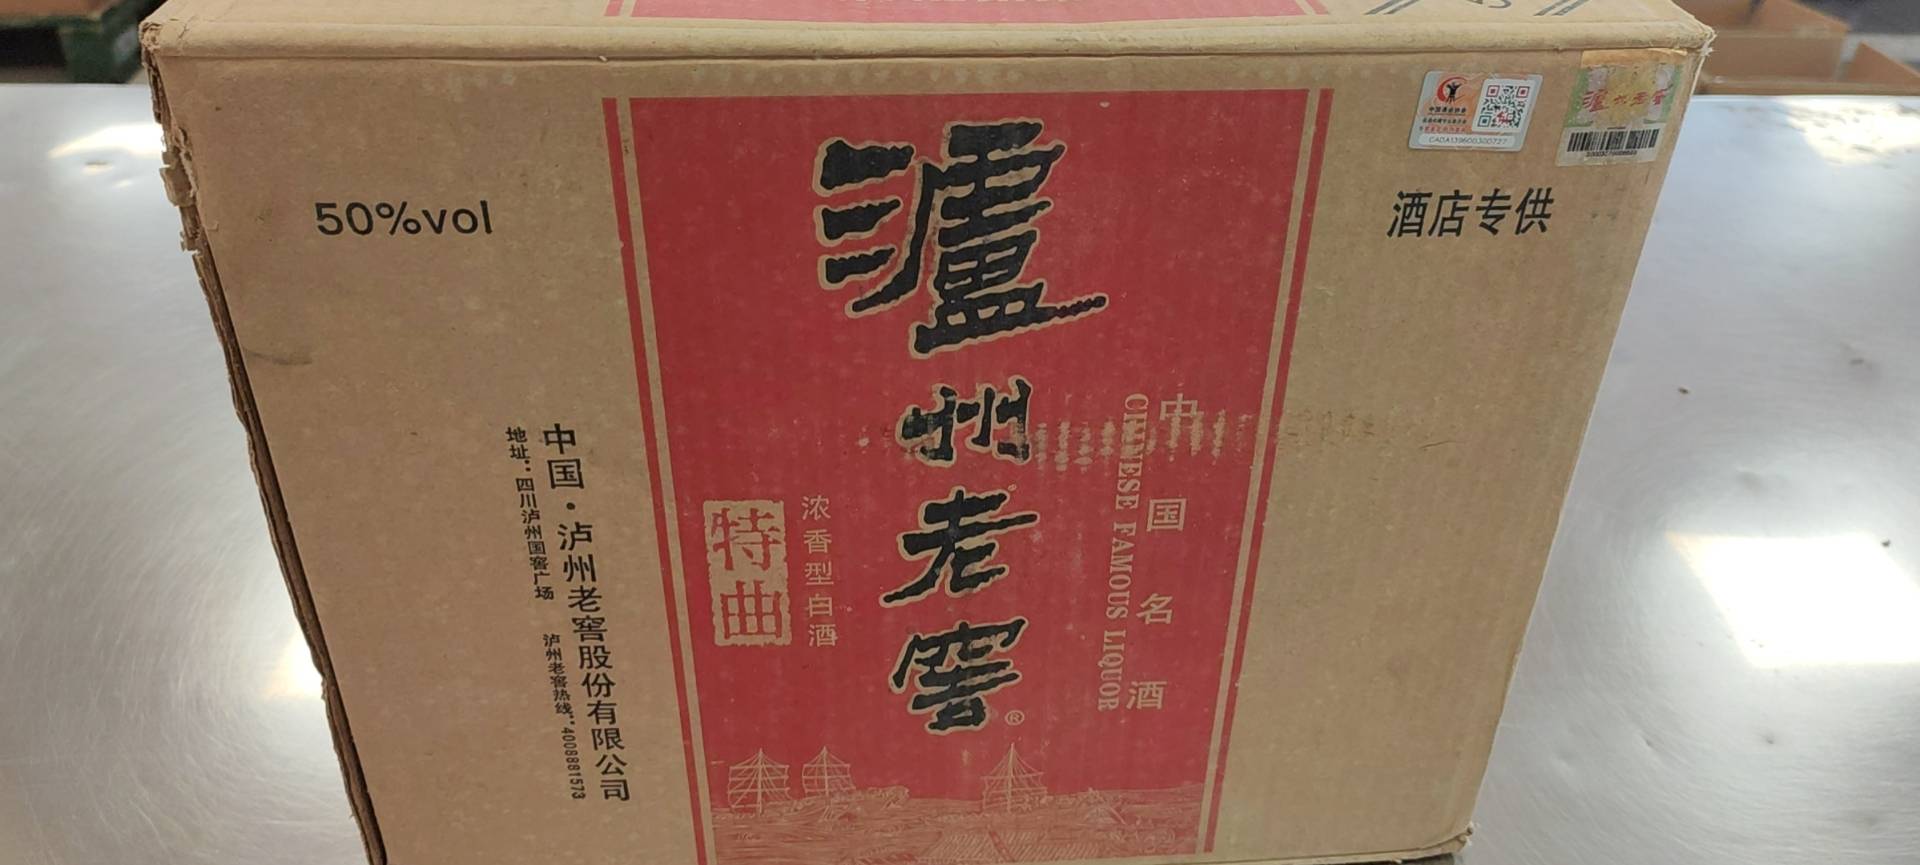 50%vol
泸州老窖
®
中国名酒
CHINESE FAMOUS LIQUOR
浓香型白酒
特曲
酒店专供
CADA139600300727
中国·泸州老窖股份有限公司
地址：四川泸州国窖广场 泸州老窖热线：4008881573